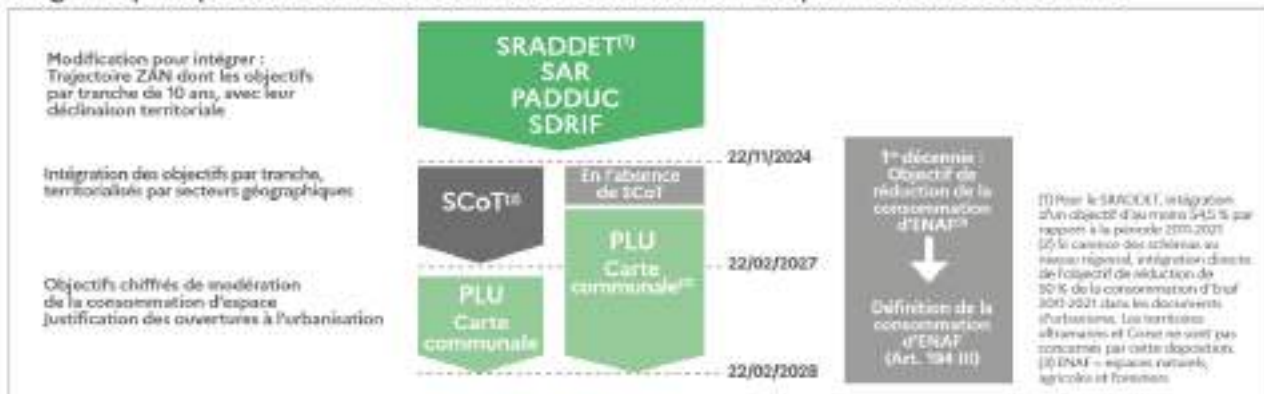 Modification pour intégrer :
Trajectoire ZAN dont les objectifs
par tranche de 10 ans, avec leur
déclinaison territoriale
SRADDET(1)
SAR
PADDUC
SDRIF
22/11/2024
Intégration des objectifs par tranche,
territorialisés par secteurs géographiques
SCoT(2)
En l'absence
de SCoT
PLU
Carte
communale(2)
22/02/2027
Objectifs chiffrés de modération
de la consommation d'espace
Justification des ouvertures à l'urbanisation
PLU
Carte
communale
22/02/2028
1re décennie :
Objectif de
réduction de la
consommation
d'ENAF(3)
Définition de la
consommation
d'ENAF
(Art. 194 III)
(1) Pour le SRADDET, intégration
d'un objectif d'au moins 54,5 % par
rapport à la période 2011-2021
(2) Si carence des schémas au
niveau régional, intégration directe
de l'objectif de réduction de
50 % de la consommation d'Enaf
2011-2021 dans les documents
d'urbanisme. Les territoires
ultramarins et Corse ne sont pas
concernés par cette disposition.
(3) ENAF – espaces naturels,
agricoles et forestiers